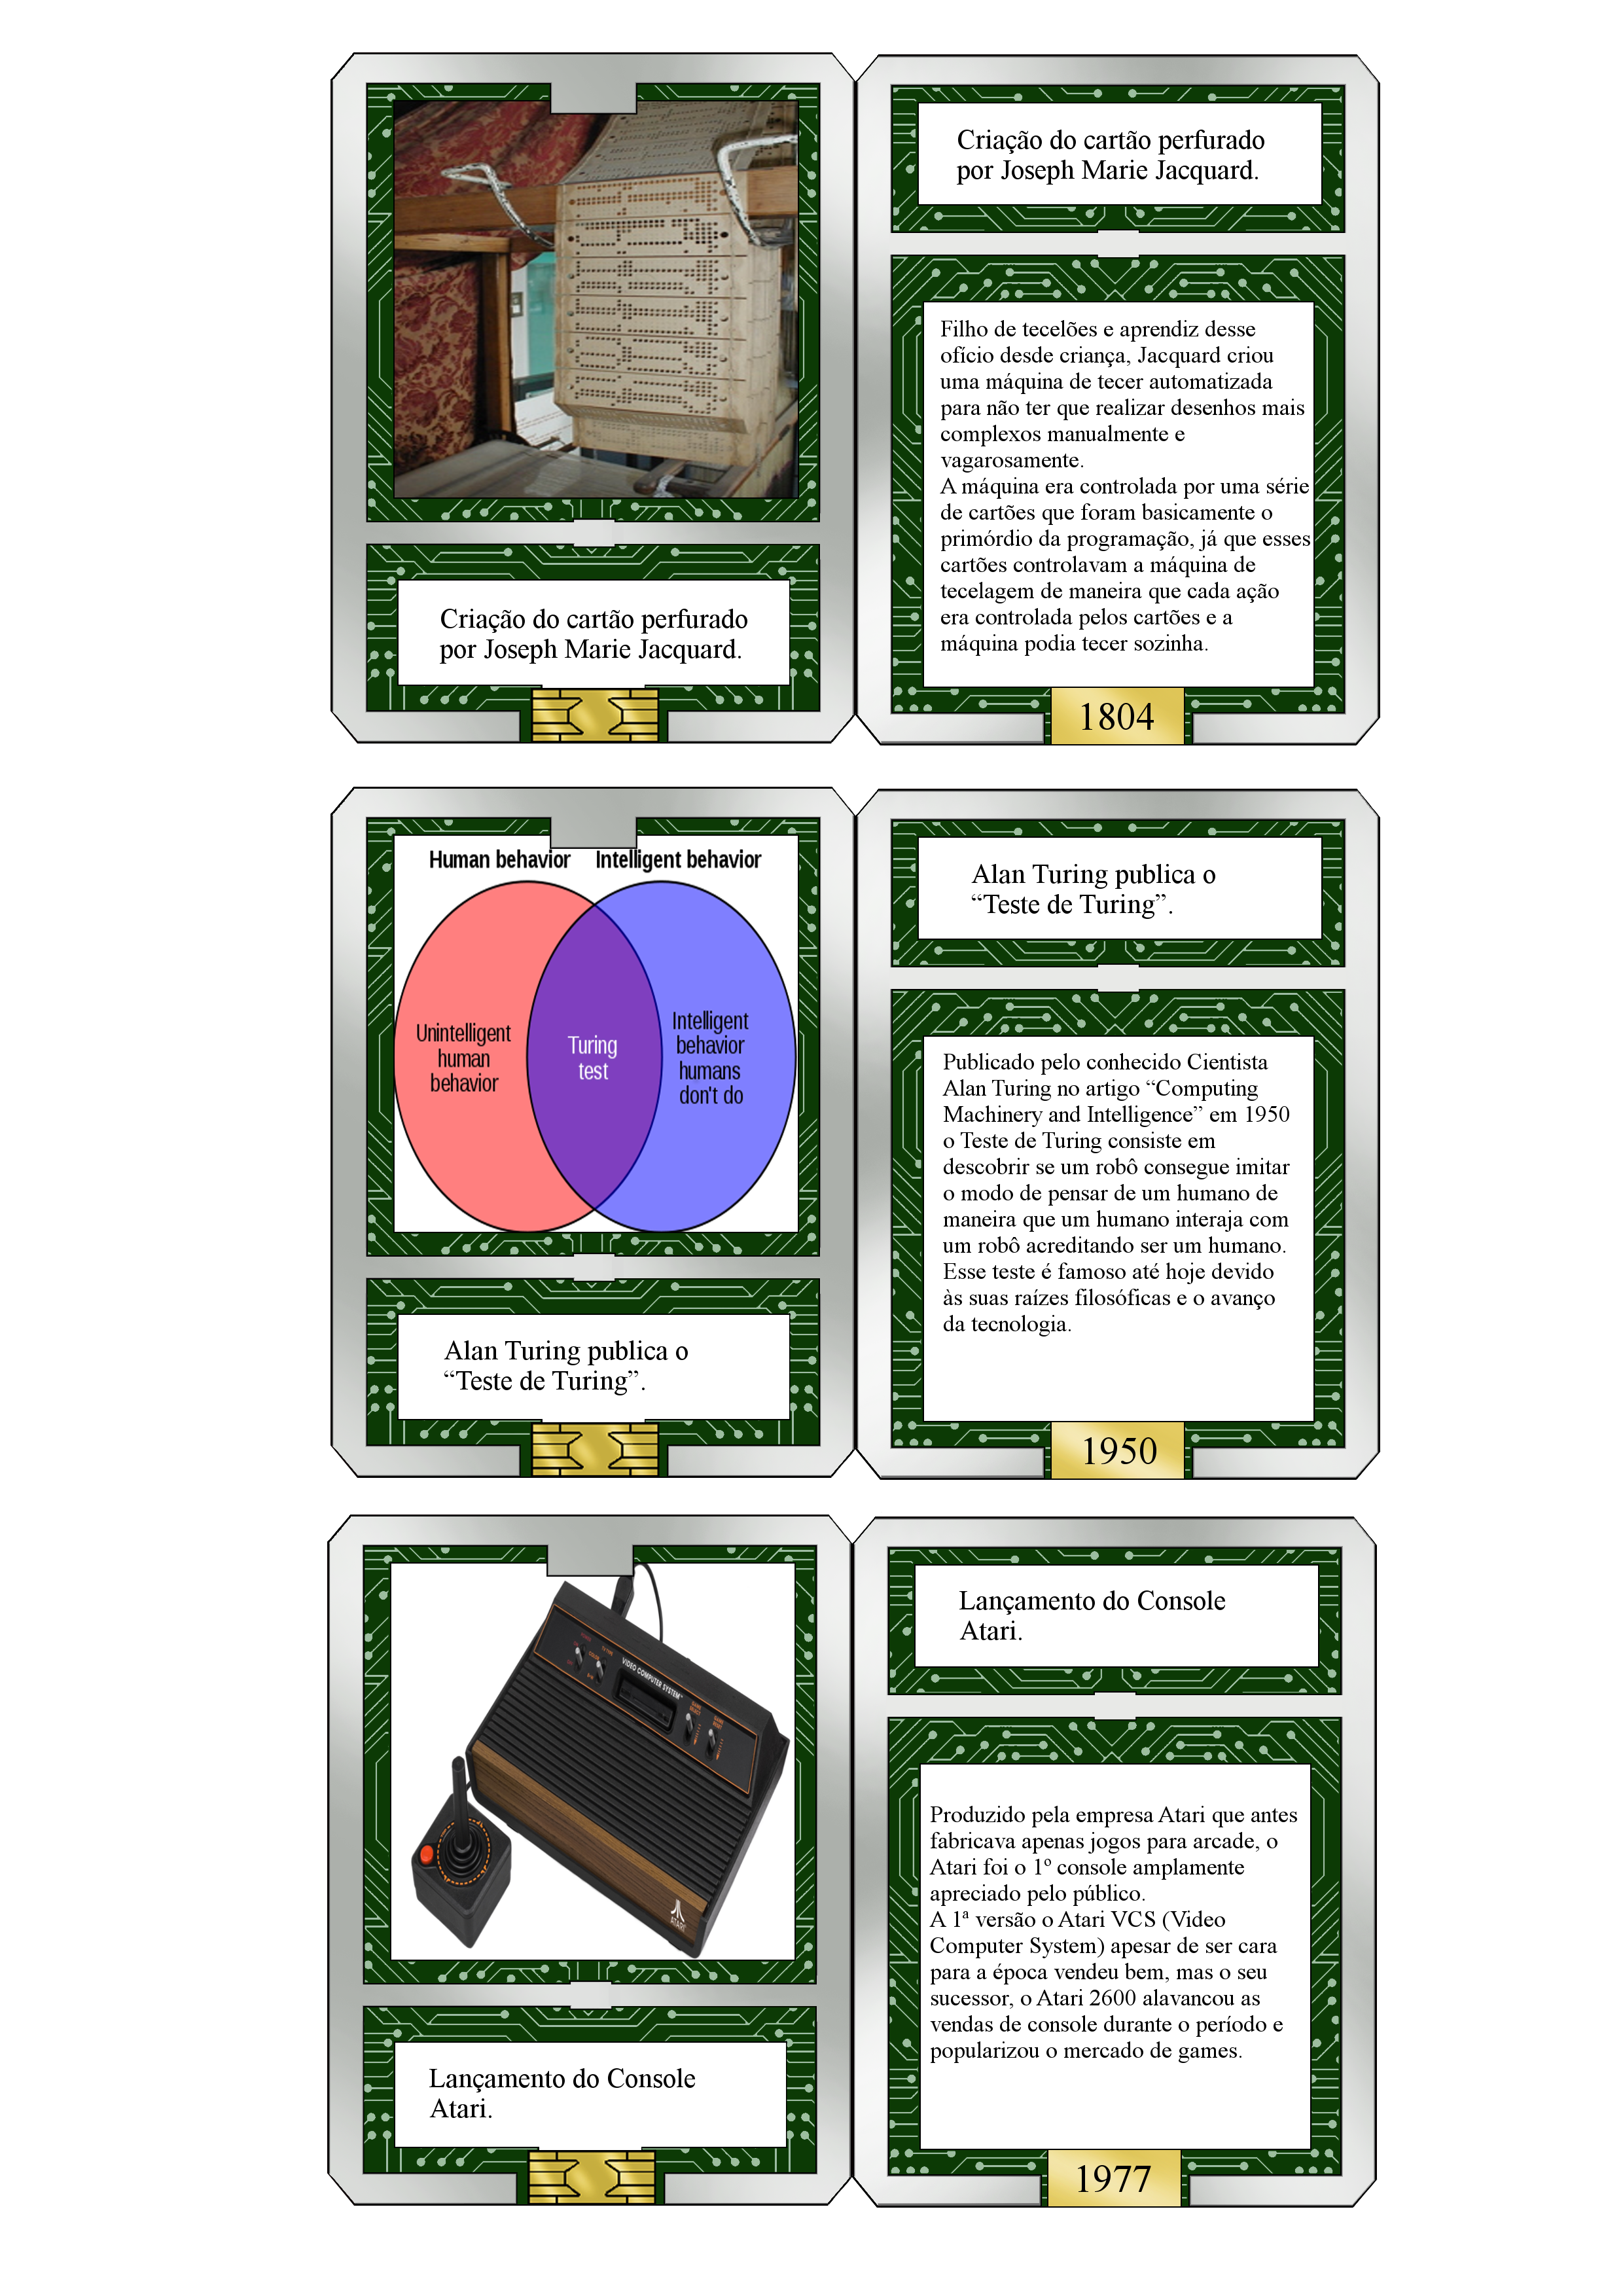 Criação do cartão perfurado
por Joseph Marie Jacquard.
Criação do cartão perfurado
por Joseph Marie Jacquard.
Filho de tecelões e aprendiz desse
ofício desde criança, Jacquard criou
uma máquina de tecer automatizada
para não ter que realizar desenhos mais
complexos manualmente e
vagarosamente.
A máquina era controlada por uma série
de cartões que foram basicamente o
primórdio da programação, já que esses
cartões controlavam a máquina de
tecelagem de maneira que cada ação
era controlada pelos cartões e a
máquina podia tecer sozinha.
1804
Human behavior
Intelligent behavior
Unintelligent
human
behavior
Turing
test
Intelligent
behavior
humans
don't do
Alan Turing publica o
“Teste de Turing”.
Alan Turing publica o
“Teste de Turing”.
Publicado pelo conhecido Cientista
Alan Turing no artigo “Computing
Machinery and Intelligence” em 1950
o Teste de Turing consiste em
descobrir se um robô consegue imitar
o modo de pensar de um humano de
maneira que um humano interaja com
um robô acreditando ser um humano.
Esse teste é famoso até hoje devido
às suas raízes filosóficas e o avanço
da tecnologia.
1950
VIDEO COMPUTER SYSTEM
ATARI
Lançamento do Console
Atari.
Lançamento do Console
Atari.
Produzido pela empresa Atari que antes
fabricava apenas jogos para arcade, o
Atari foi o 1º console amplamente
apreciado pelo público.
A 1ª versão o Atari VCS (Video
Computer System) apesar de ser cara
para a época vendeu bem, mas o seu
sucessor, o Atari 2600 alavancou as
vendas de console durante o período e
popularizou o mercado de games.
1977